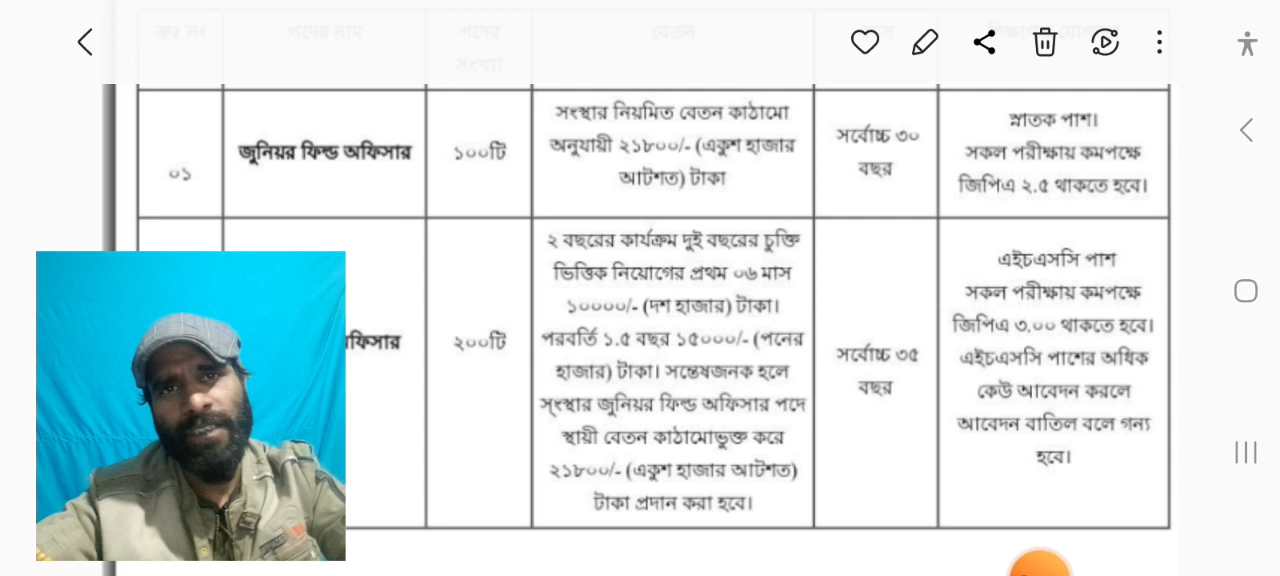 ক্রঃ নং
পদের নাম
পদের
সংখ্যা
বেতন
০১
জুনিয়র ফিল্ড অফিসার
১০০টি
সংস্থার নিয়মিত বেতন কাঠামো
অনুযায়ী ২১৮০০/- (একুশ হাজার
আটশত) টাকা
সর্বোচ্চ ৩০
বছর
স্নাতক পাশ।
সকল পরীক্ষায় কমপক্ষে
জিপিএ ২.৫ থাকতে হবে।
ফিসার
২০০টি
২ বছরের কার্যক্রম দুই বছরের চুক্তি
ভিত্তিক নিয়োগের প্রথম ০৬ মাস
১০০০০/- (দশ হাজার) টাকা।
পরবর্তি ১.৫ বছর ১৫০০০/- (পনের
হাজার) টাকা। সন্তেষজনক হলে
স্ংস্থার জুনিয়র ফিল্ড অফিসার পদে
স্থায়ী বেতন কাঠামোভুক্ত করে
২১৮০০/- (একুশ হাজার আটশত)
টাকা প্রদান করা হবে।
সর্বোচ্চ ৩৫
বছর
এইচএসসি পাশ
সকল পরীক্ষায় কমপক্ষে
জিপিএ ৩.০০ থাকতে হবে।
এইচএসসি পাশের অধিক
কেউ আবেদন করলে
আবেদন বাতিল বলে গন্য
হবে।